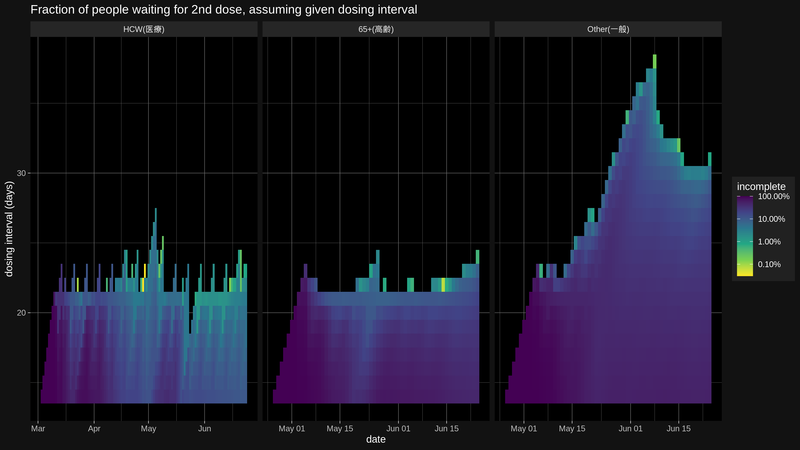 Fraction of people waiting for 2nd dose, assuming given dosing interval
HCW(医療)
65+(高齢)
Other(一般)
dosing interval (days)
30
20
incomplete
100.00%
10.00%
1.00%
0.10%
Mar
Apr
May
Jun
May 01
May 15
Jun 01
Jun 15
May 01
May 15
Jun 01
Jun 15
date